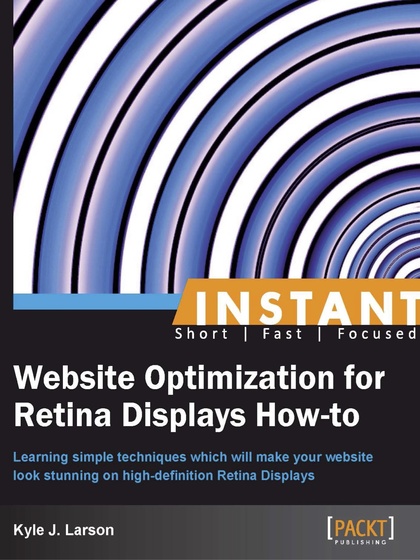 INSTANT
Short | Fast | Focused
Website Optimization for
Retina Displays How-to
Learning simple techniques which will make your website
look stunning on high-definition Retina Displays
Kyle J. Larson
[PACKT]
PUBLISHING